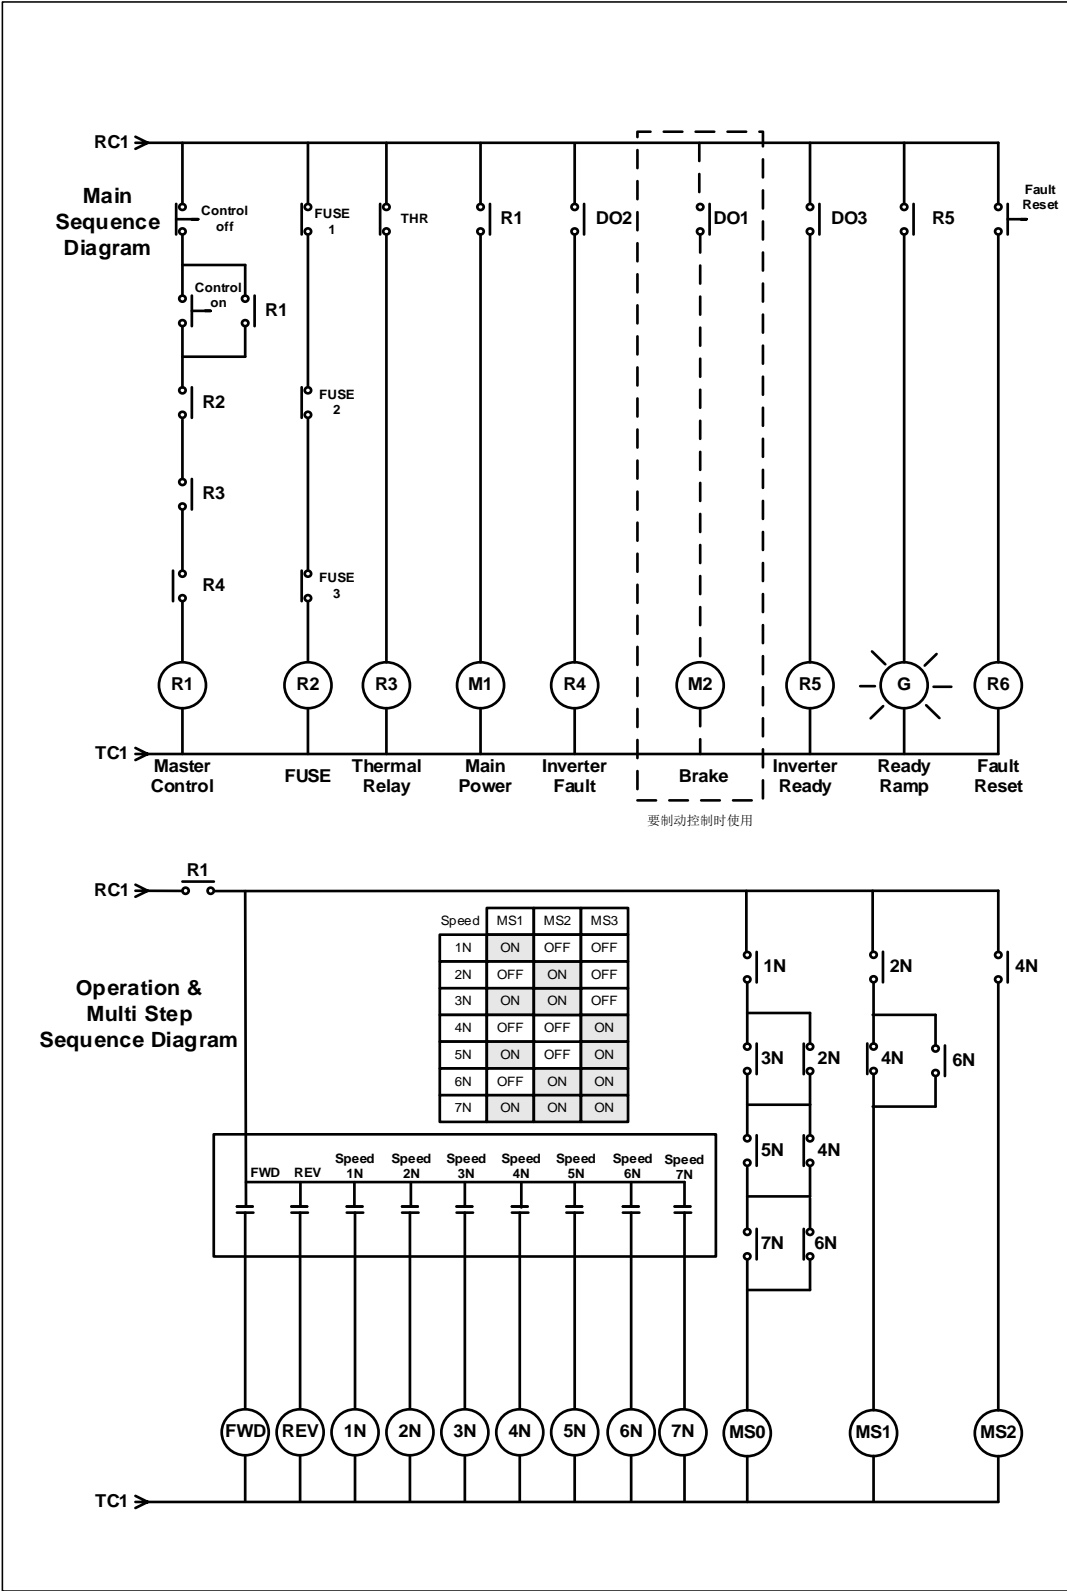 RC1
Main
Sequence
Diagram
Control
off
FUSE
1
THR
R1
DO2
DO1
DO3
R5
Fault
Reset
Control
on
R1
R2
FUSE
2
R3
R4
FUSE
3
R1
R2
R3
M1
R4
M2
R5
G
R6
TC1
Master
Control
FUSE
Thermal
Relay
Main
Power
Inverter
Fault
Brake
Inverter
Ready
Ready
Ramp
Fault
Reset
要制动控制时使用
RC1
R1
Operation &
Multi Step
Sequence Diagram
Speed MS1 MS2 MS3
1N ON OFF OFF
2N OFF ON OFF
3N ON ON OFF
4N OFF OFF ON
5N ON OFF ON
6N OFF ON ON
7N ON ON ON
1N
2N
4N
3N
2N
4N
6N
5N
4N
7N
6N
FWD
REV
Speed
1N
Speed
2N
Speed
3N
Speed
4N
Speed
5N
Speed
6N
Speed
7N
FWD
REV
1N
2N
3N
4N
5N
6N
7N
MS0
MS1
MS2
TC1